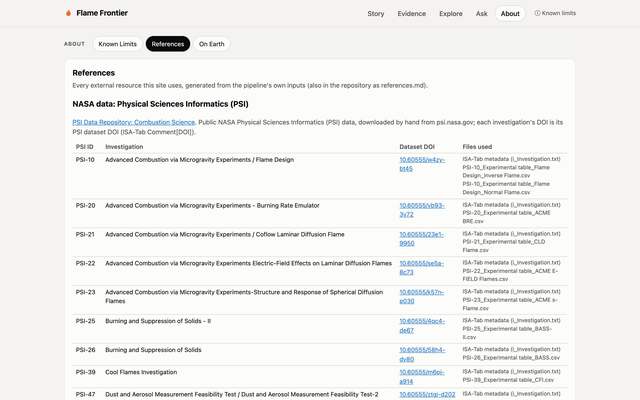 Flame Frontier
Story Evidence Explore Ask About Known limits
ABOUT Known Limits References On Earth
References
Every external resource this site uses, generated from the pipeline's own inputs (also in the repository as references.md).
NASA data: Physical Sciences Informatics (PSI)
PSI Data Repository: Combustion Science. Public NASA Physical Sciences Informatics (PSI) data, downloaded by hand from psi.nasa.gov; each investigation's DOI is its
PSI dataset DOI (ISA-Tab Comment[DOI]).
PSI ID Investigation Dataset DOI Files used
PSI-10 Advanced Combustion via Microgravity Experiments / Flame Design 10.60555/w4zy- ISA-Tab metadata (i_Investigation.txt)
bt45 PSI-10_Experimental table_Flame
Design_Inverse Flame.csv
PSI-10_Experimental table_Flame
Design_Normal Flame.csv
PSI-20 Advanced Combustion via Microgravity Experiments - Burning Rate Emulator 10.60555/vb93- ISA-Tab metadata (i_Investigation.txt)
3v72 PSI-20_Experimental table_ACME
BRE.csv
PSI-21 Advanced Combustion via Microgravity Experiments / Coflow Laminar Diffusion Flame 10.60555/23e1- ISA-Tab metadata (i_Investigation.txt)
9950 PSI-21_Experimental table_CLD
Flame.csv
PSI-22 Advanced Combustion via Microgravity Experiments Electric-Field Effects on Laminar Diffusion Flames 10.60555/se5a- ISA-Tab metadata (i_Investigation.txt)
8c73 PSI-22_Experimental table_ACME E-
FIELD Flames.csv
PSI-23 Advanced Combustion via Microgravity Experiments-Structure and Response of Spherical Diffusion 10.60555/k57n- ISA-Tab metadata (i_Investigation.txt)
Flames p030 PSI-23_Experimental table_ACME s-
Flame.csv
PSI-25 Burning and Suppression of Solids - II 10.60555/4qc4- ISA-Tab metadata (i_Investigation.txt)
de67 PSI-25_Experimental table_BASS-
II.csv
PSI-26 Burning and Suppression of Solids 10.60555/58h4- ISA-Tab metadata (i_Investigation.txt)
dv80 PSI-26_Experimental table_BASS.csv
PSI-39 Cool Flames Investigation 10.60555/m6pj- ISA-Tab metadata (i_Investigation.txt)
a914 PSI-39_Experimental table_CFI.csv
PSI-47 Dust and Aerosol Measurement Feasibility Test / Dust and Aerosol Measurement Feasibility Test-2 ISA-Tab metadata (i_Investigation.txt)